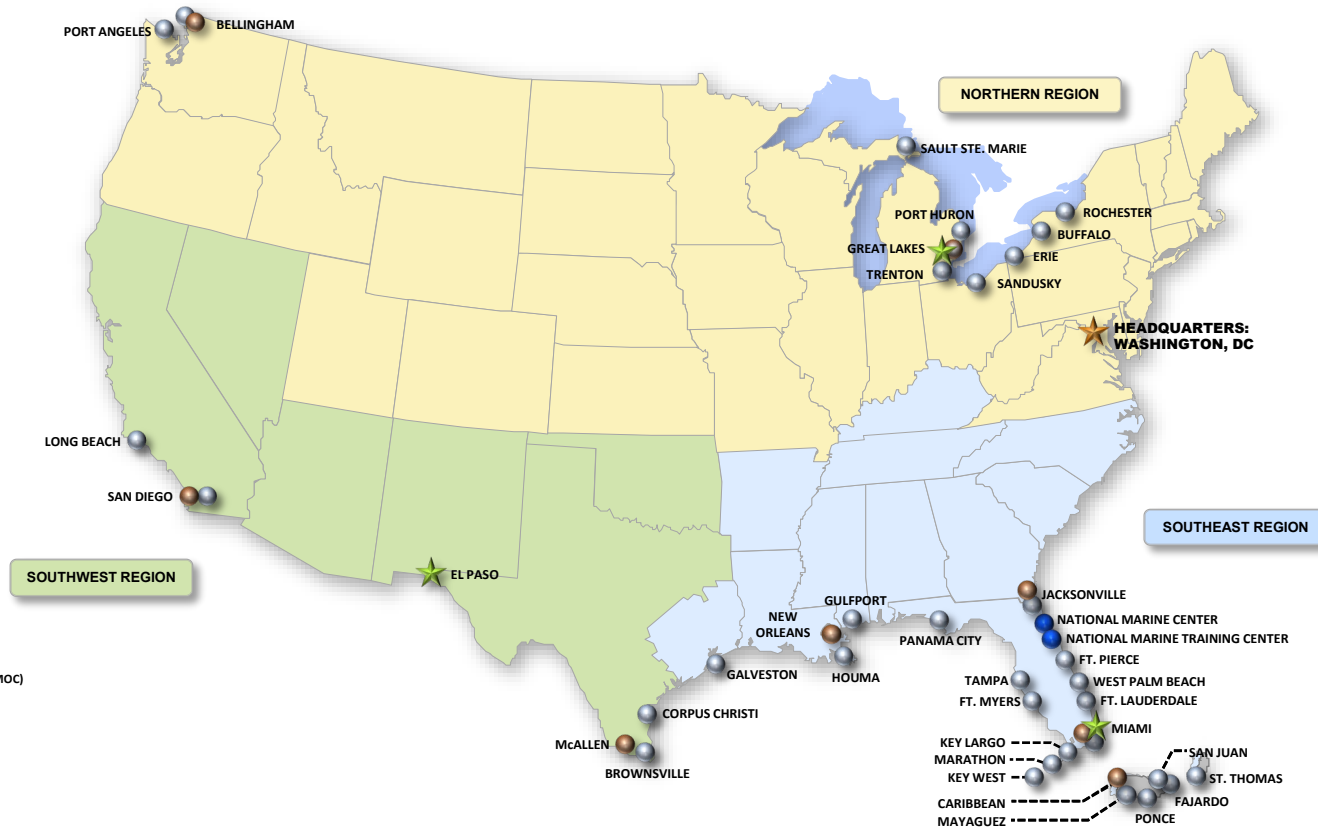 PORT ANGELES
BELLINGHAM
NORTHERN REGION
SAULT STE. MARIE
PORT HURON
ROCHESTER
BUFFALO
GREAT LAKES
ERIE
TRENTON
SANDUSKY
HEADQUARTERS:
WASHINGTON, DC
LONG BEACH
SAN DIEGO
SOUTHEAST REGION
SOUTHWEST REGION
EL PASO
JACKSONVILLE
GULFPORT
NEW
ORLEANS
NATIONAL MARINE CENTER
PANAMA CITY
NATIONAL MARINE TRAINING CENTER
FT. PIERCE
GALVESTON
HOUMA
TAMPA
WEST PALM BEACH
MOC)
FT. MYERS
FT. LAUDERDALE
CORPUS CHRISTI
MIAMI
McALLEN
KEY LARGO
BROWNSVILLE
MARATHON
SAN JUAN
KEY WEST
ST. THOMAS
CARIBBEAN
FAJARDO
MAYAGUEZ
PONCE